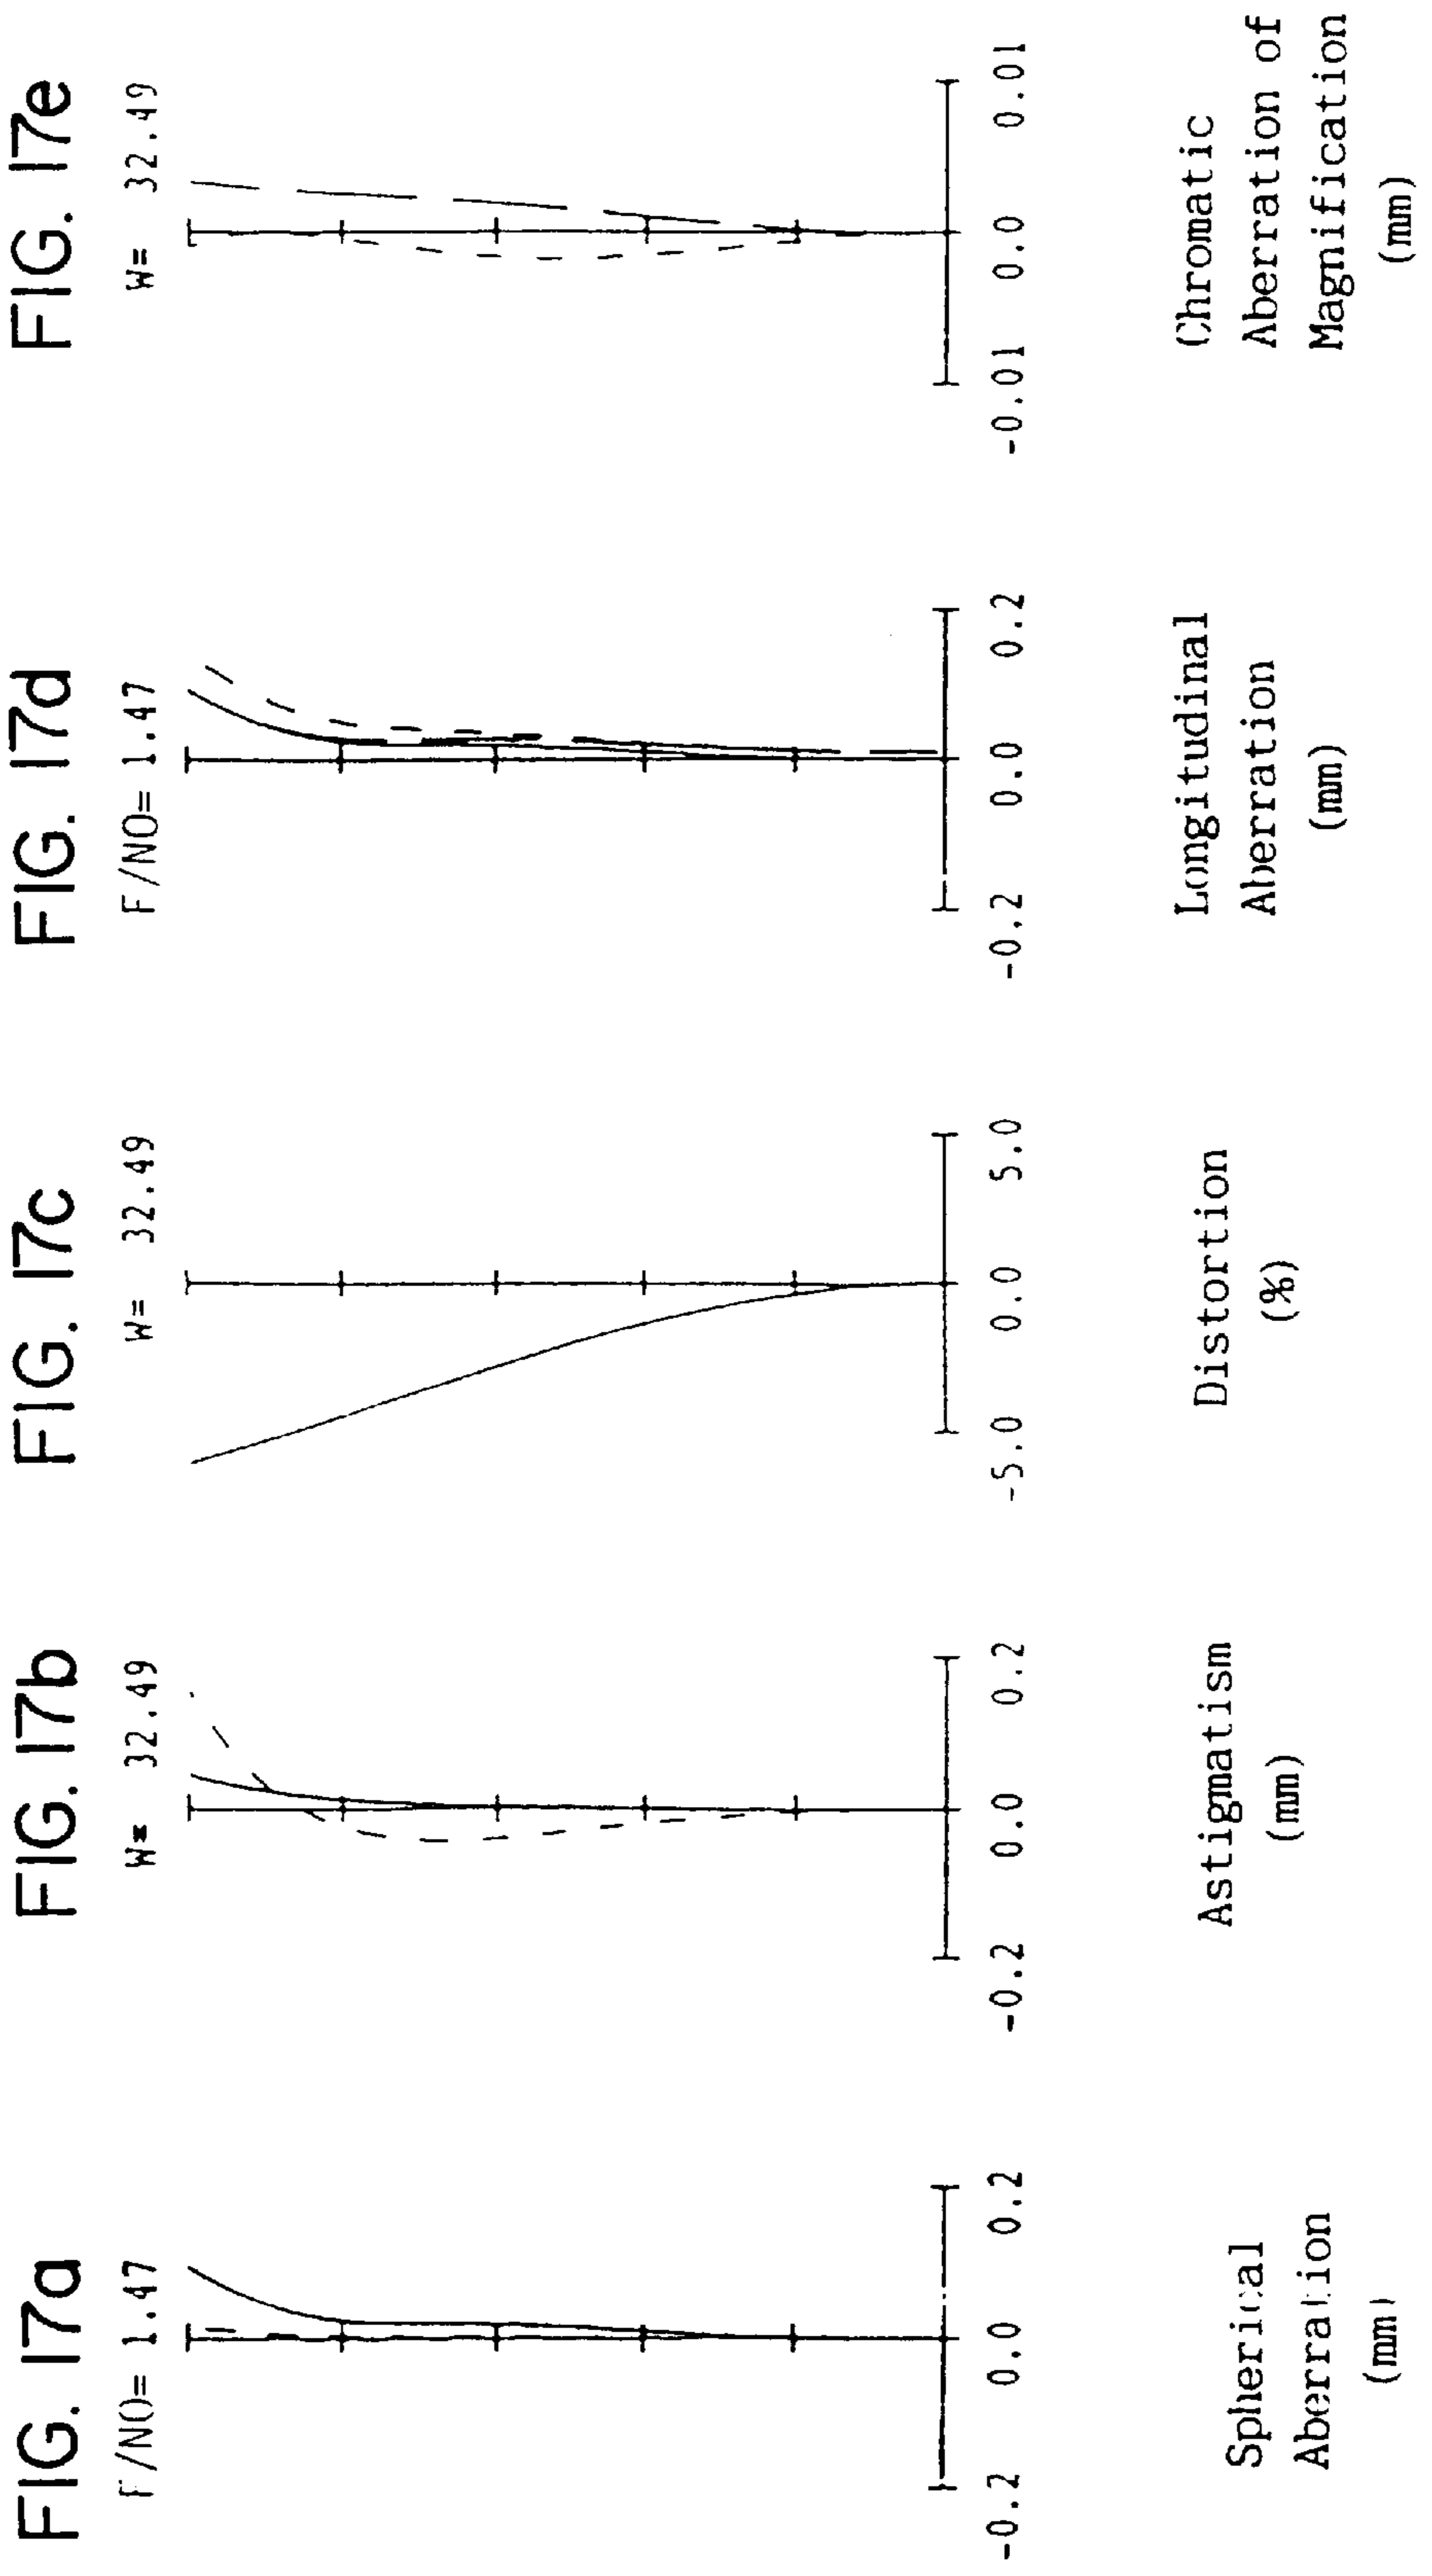 FIG. 17a
F/NO= 1.47
-0.2 0.0 0.2
Spherical
Aberration
(mm)
FIG. 17b
W= 32.49
-0.2 0.0 0.2
Astigmatism
(mm)
FIG. 17c
W= 32.49
-5.0 0.0 5.0
Distortion
(%)
FIG. 17d
F/NO= 1.47
-0.2 0.0 0.2
Longitudinal
Aberration
(mm)
FIG. 17e
W= 32.49
-0.01 0.0 0.01
Chromatic
Aberration of
Magnification
(mm)